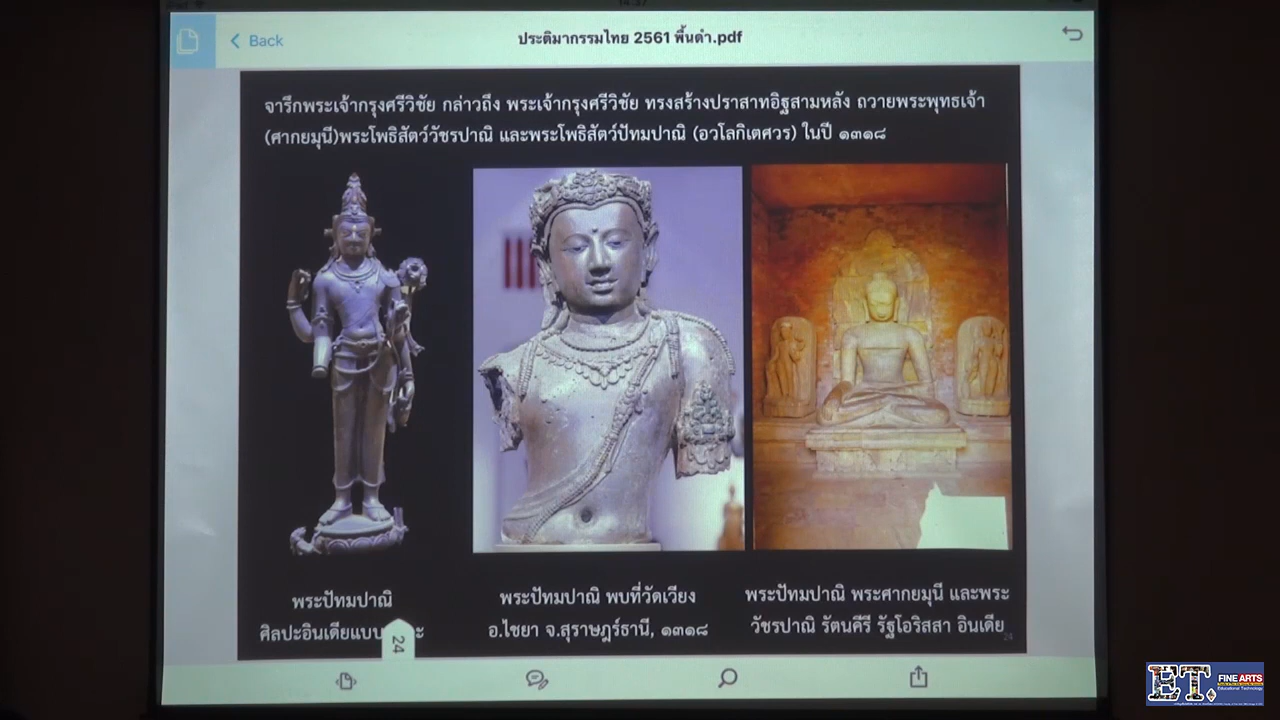 Back
ประติมากรรมไทย 2561 พื้นดำ.pdf
จารึกพระเจ้ากรุงศรีวิชัย กล่าวถึง พระเจ้ากรุงศรีวิชัย ทรงสร้างปราสาทอิฐสามหลัง ถวายพระพุทธเจ้า
(ศากยมุนี)พระโพธิสัตว์วัชรปาณิ และพระโพธิสัตว์ปัทมปาณิ (อวโลกิเตศวร) ในปี ๑๓๑๘
พระปัทมปาณิ
ศิลปะอินเดียแบบ
24
พระปัทมปาณิ พบที่วัดเวียง
อ.ไชยา จ.สุราษฎร์ธานี, ๑๓๑๘
พระปัทมปาณิ พระศากยมุนี และพระ
วัชรปาณิ รัตนคีรี รัฐโอริสสา อินเดีย
24
ET.
FINE ARTS
Educational Technology